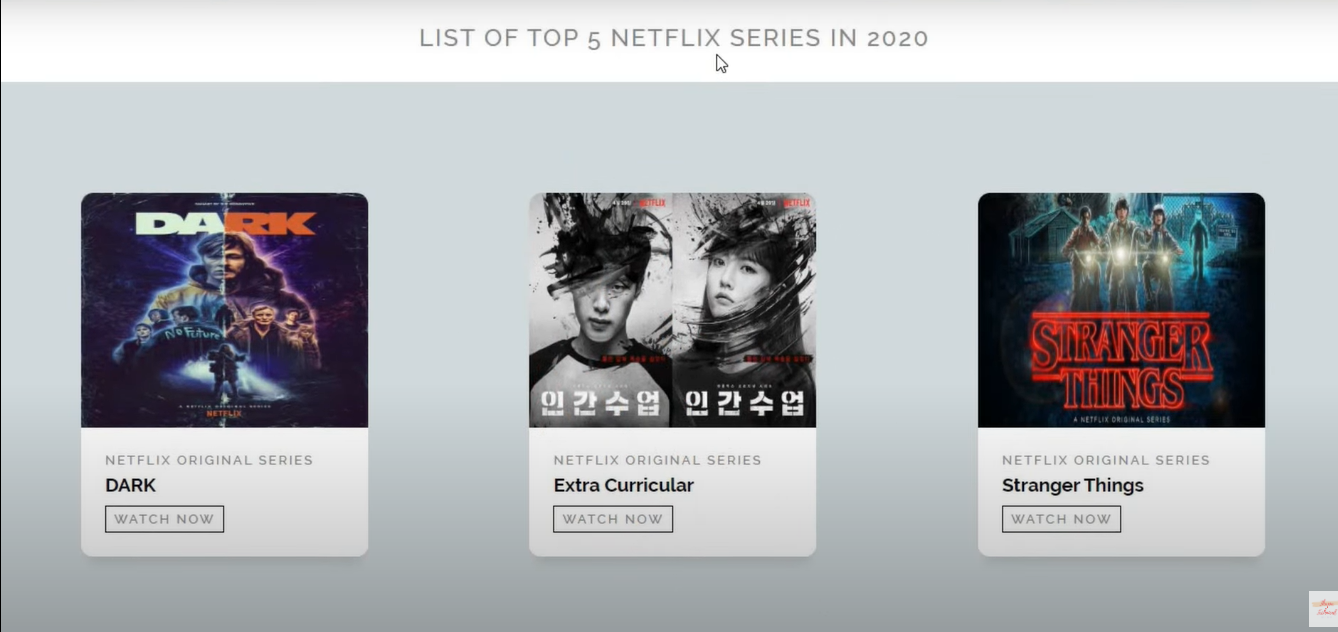 LIST OF TOP 5 NETFLIX SERIES IN 2020
DARK
No Future
A NETFLIX ORIGINAL SERIES
NETFLIX
NETFLIX ORIGINAL SERIES
DARK
WATCH NOW
NETFLIX
NETFLIX
인간수업
인간수업
NETFLIX ORIGINAL SERIES
Extra Curricular
WATCH NOW
STRANGER
THINGS
A NETFLIX ORIGINAL SERIES
NETFLIX ORIGINAL SERIES
Stranger Things
WATCH NOW